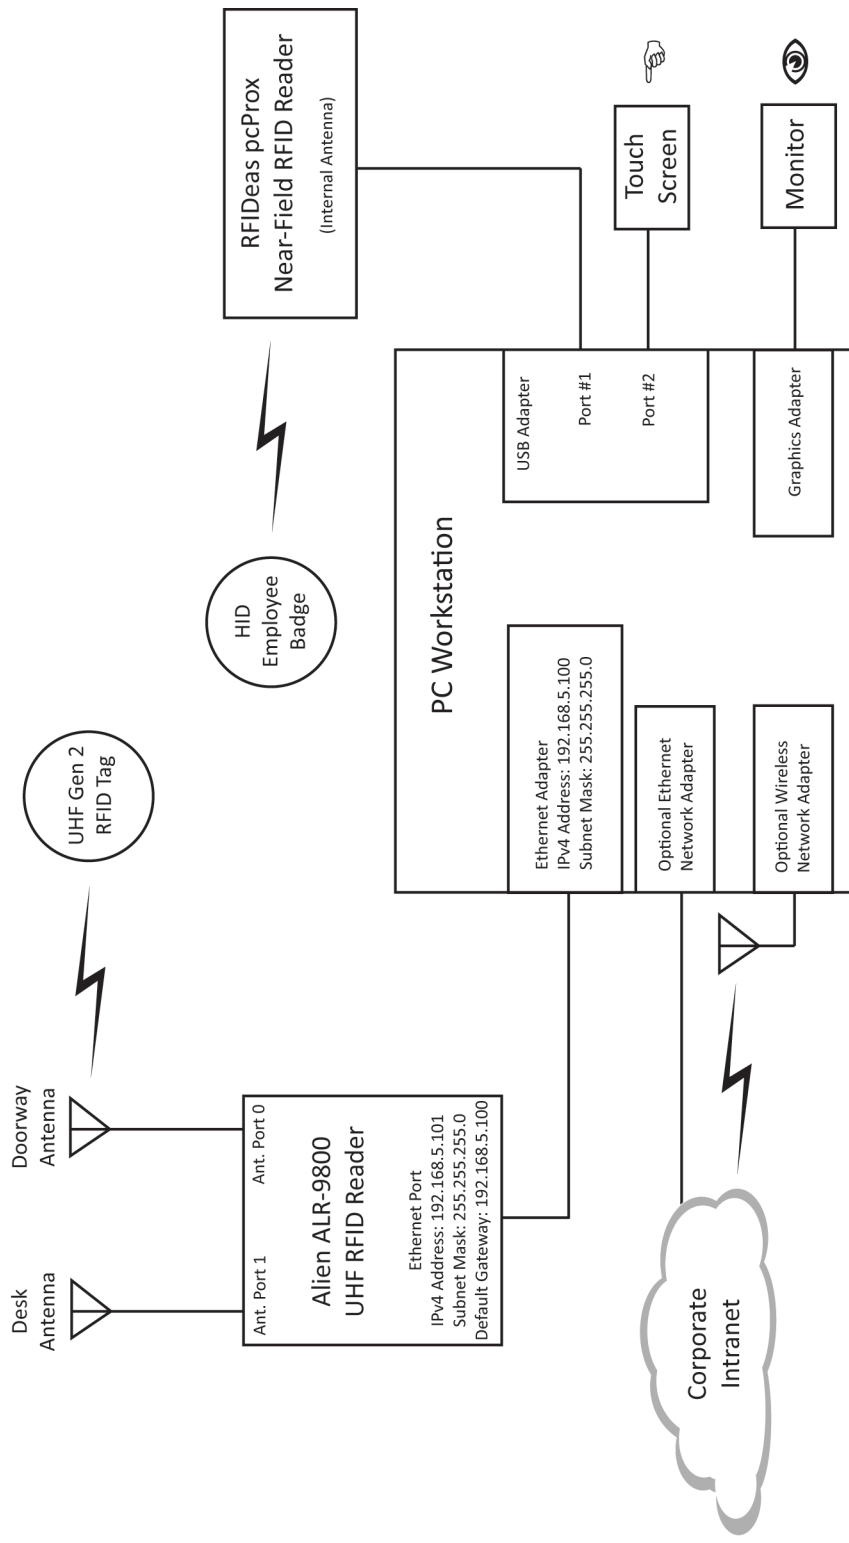 Desk
Antenna
Doorway
Antenna
UHF Gen 2
RFID Tag
HID
Employee
Badge
RFIDeas pcProx
Near-Field RFID Reader
(Internal Antenna)
Ant. Port 1
Ant. Port 0
Alien ALR-9800
UHF RFID Reader
Ethernet Port
IPv4 Address: 192.168.5.101
Subnet Mask: 255.255.255.0
Default Gateway: 192.168.5.100
PC Workstation
Ethernet Adapter
IPv4 Address: 192.168.5.100
Subnet Mask: 255.255.255.0
Optional Ethernet
Network Adapter
Optional Wireless
Network Adapter
USB Adapter
Port #1
Port #2
Graphics Adapter
Touch
Screen
Monitor
Corporate
Intranet